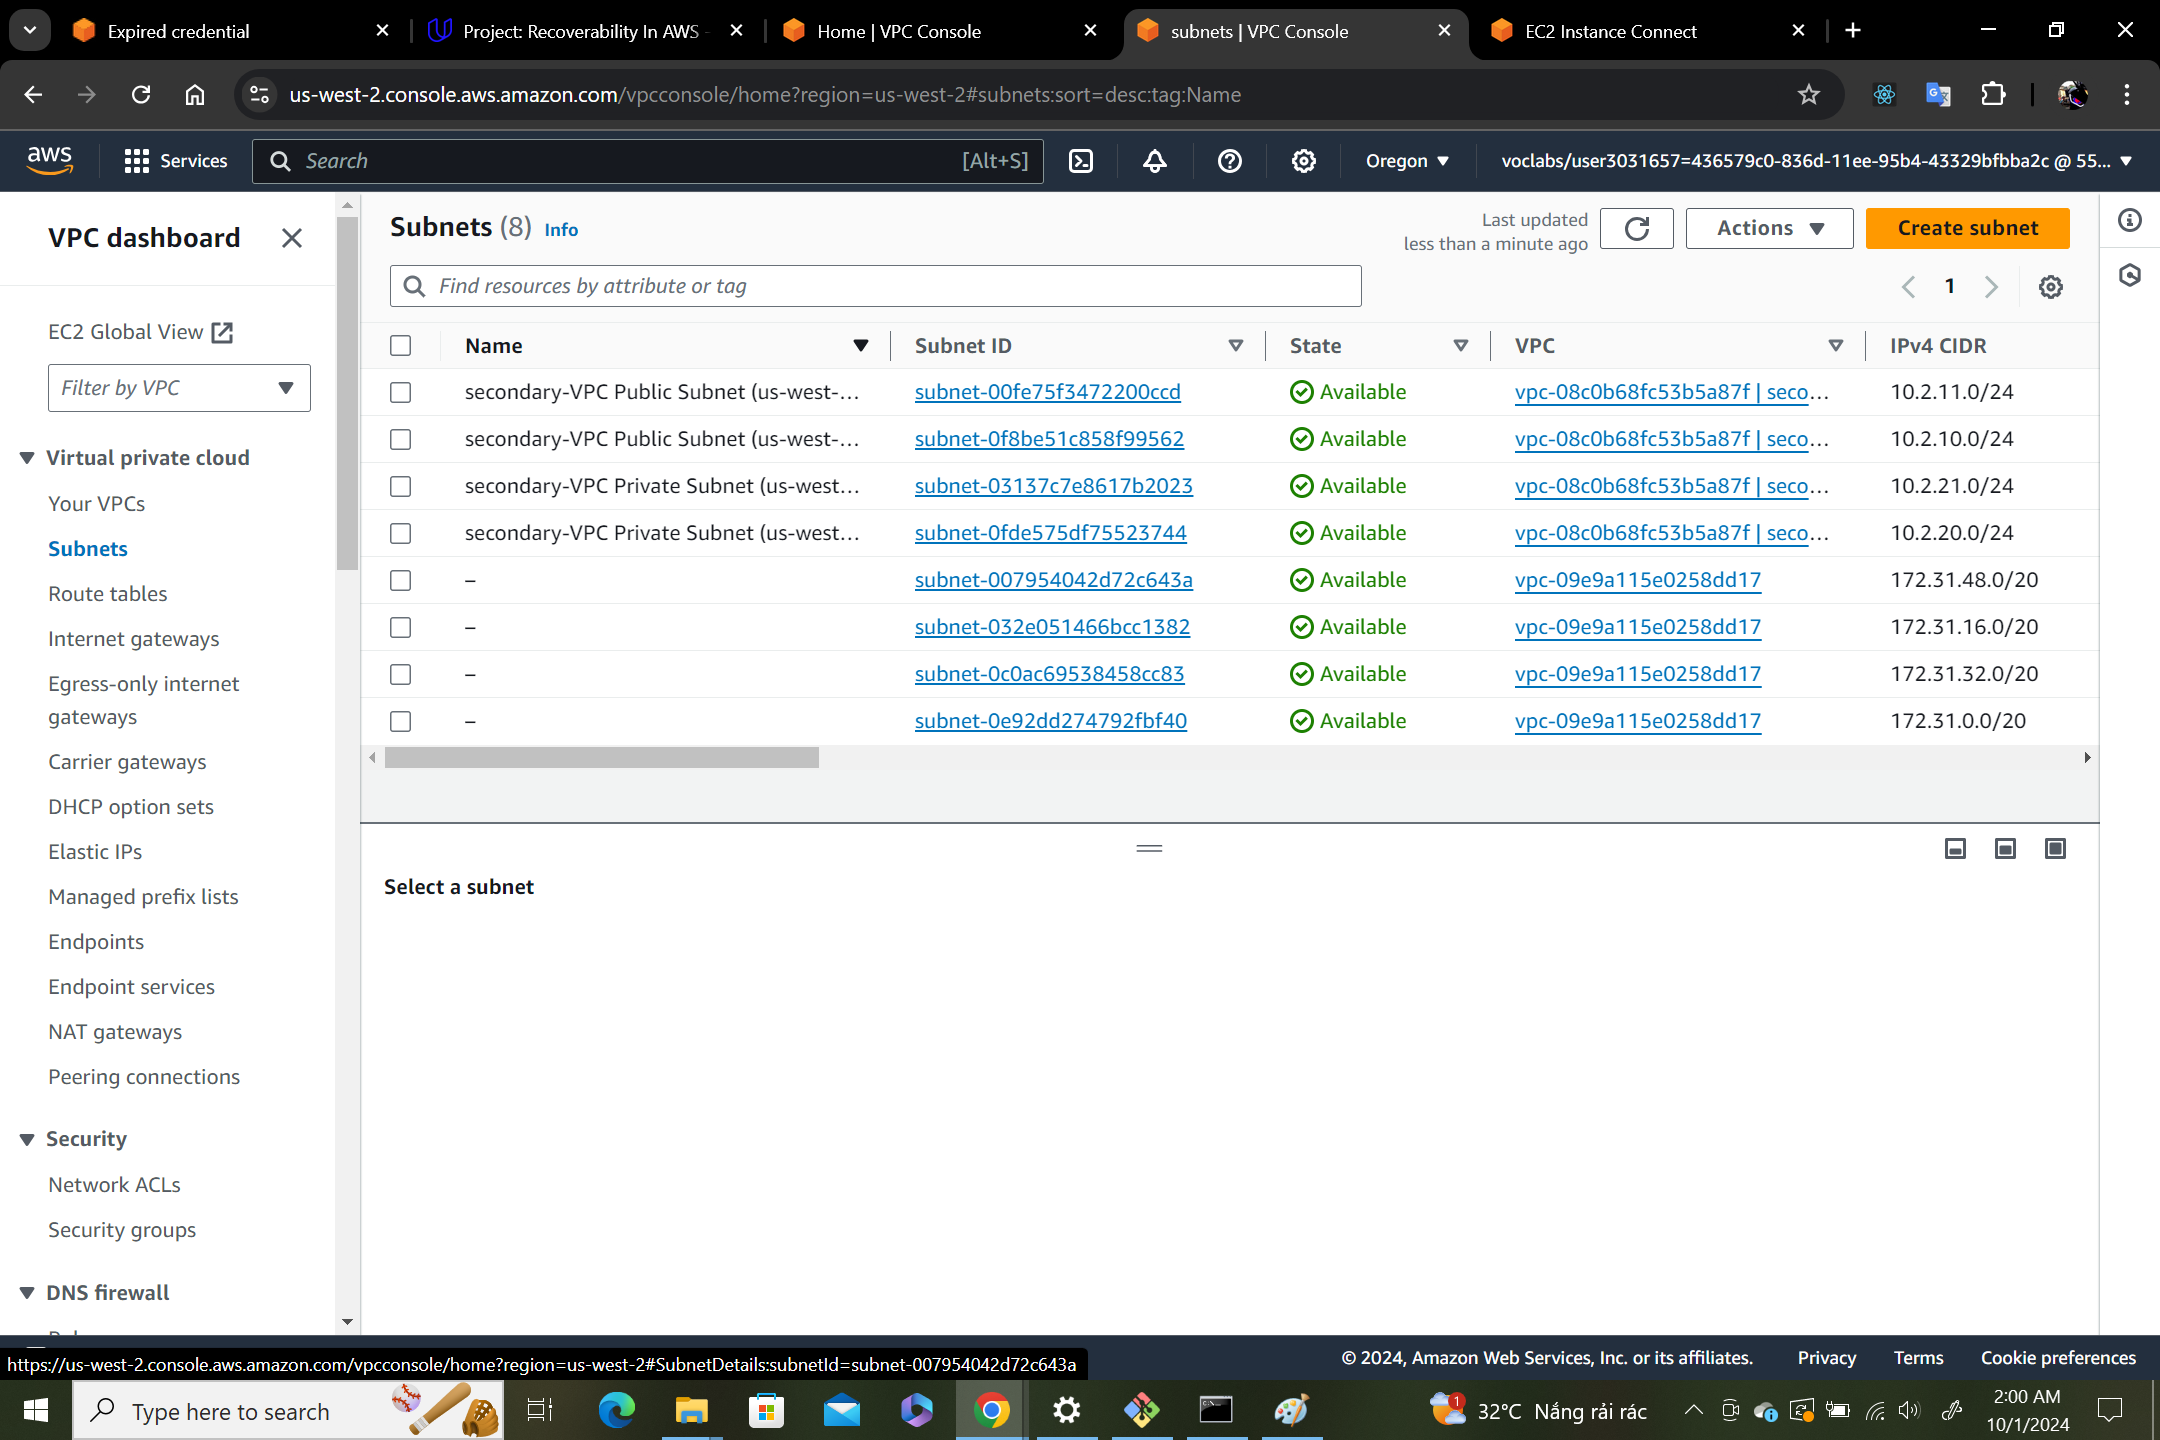 Expired credential
Project: Recoverability In AWS -
Home | VPC Console
subnets | VPC Console
EC2 Instance Connect
us-west-2.console.aws.amazon.com/vpcconsole/home?region=us-west-2#subnets:sort=desc:tag:Name
aws
Services
Search
[Alt+S]
Oregon
voclabs/user3031657=436579c0-836d-11ee-95b4-43329bfbba2c @ 55...
VPC dashboard
EC2 Global View
Filter by VPC
Virtual private cloud
Your VPCs
Subnets
Route tables
Internet gateways
Egress-only internet
gateways
Carrier gateways
DHCP option sets
Elastic IPs
Managed prefix lists
Endpoints
Endpoint services
NAT gateways
Peering connections
Security
Network ACLs
Security groups
DNS firewall
Subnets (8) Info
Last updated
less than a minute ago
Actions
Create subnet
Find resources by attribute or tag
1
Name Subnet ID State VPC IPv4 CIDR
secondary-VPC Public Subnet (us-west-... subnet-00fe75f3472200ccd Available vpc-08c0b68fc53b5a87f | seco... 10.2.11.0/24
secondary-VPC Public Subnet (us-west-... subnet-0f8be51c858f99562 Available vpc-08c0b68fc53b5a87f | seco... 10.2.10.0/24
secondary-VPC Private Subnet (us-west... subnet-03137c7e8617b2023 Available vpc-08c0b68fc53b5a87f | seco... 10.2.21.0/24
secondary-VPC Private Subnet (us-west... subnet-0fde575df75523744 Available vpc-08c0b68fc53b5a87f | seco... 10.2.20.0/24
– subnet-007954042d72c643a Available vpc-09e9a115e0258dd17 172.31.48.0/20
– subnet-032e051466bcc1382 Available vpc-09e9a115e0258dd17 172.31.16.0/20
– subnet-0c0ac69538458cc83 Available vpc-09e9a115e0258dd17 172.31.32.0/20
– subnet-0e92dd274792fbf40 Available vpc-09e9a115e0258dd17 172.31.0.0/20
Select a subnet
https://us-west-2.console.aws.amazon.com/vpcconsole/home?region=us-west-2#SubnetDetails:subnetId=subnet-007954042d72c643a
© 2024, Amazon Web Services, Inc. or its affiliates.
Privacy
Terms
Cookie preferences
Type here to search
1
32°C Nắng rải rác
2:00 AM
10/1/2024